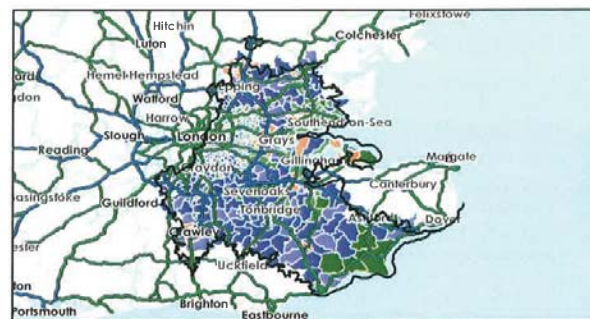 Felixstowe
Hitchin
Colchester
Luton
Hemel-Hempstead
Epping
Watford
Harrow
Southend-on-Sea
Slough
London
Grays
Reading
Gillingham
Margate
Croydon
Canterbury
Sevenoaks
Guildford
Tonbridge
Ashford
Dover
Crawley
Uckfield
Brighton
Portsmouth
Eastbourne